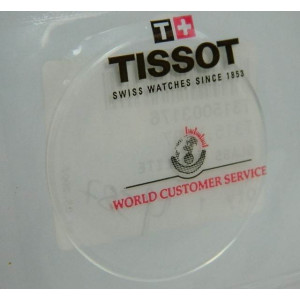 T+
TISSOT
SWISS WATCHES SINCE 1853
WORLD CUSTOMER SERVICE